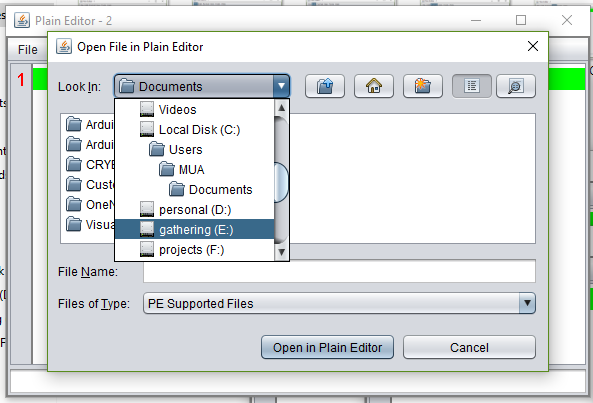 Plain Editor - 2
Open File in Plain Editor
File
1
Look In:
Documents
Videos
Local Disk (C:)
Users
MUA
Documents
personal (D:)
gathering (E:)
projects (F:)
Ardui
Ardui
Custo
OneN
Visua
File Name:
Files of Type:
PE Supported Files
Open in Plain Editor
Cancel